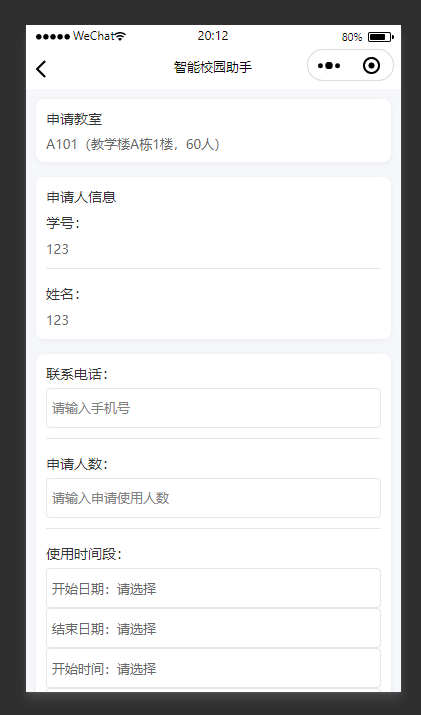 WeChat 20:12 80%
智能校园助手
申请教室
A101（教学楼A栋1楼，60人）
申请人信息
学号：
123
姓名：
123
联系电话：
请输入手机号
申请人数：
请输入申请使用人数
使用时间段：
开始日期：请选择
结束日期：请选择
开始时间：请选择